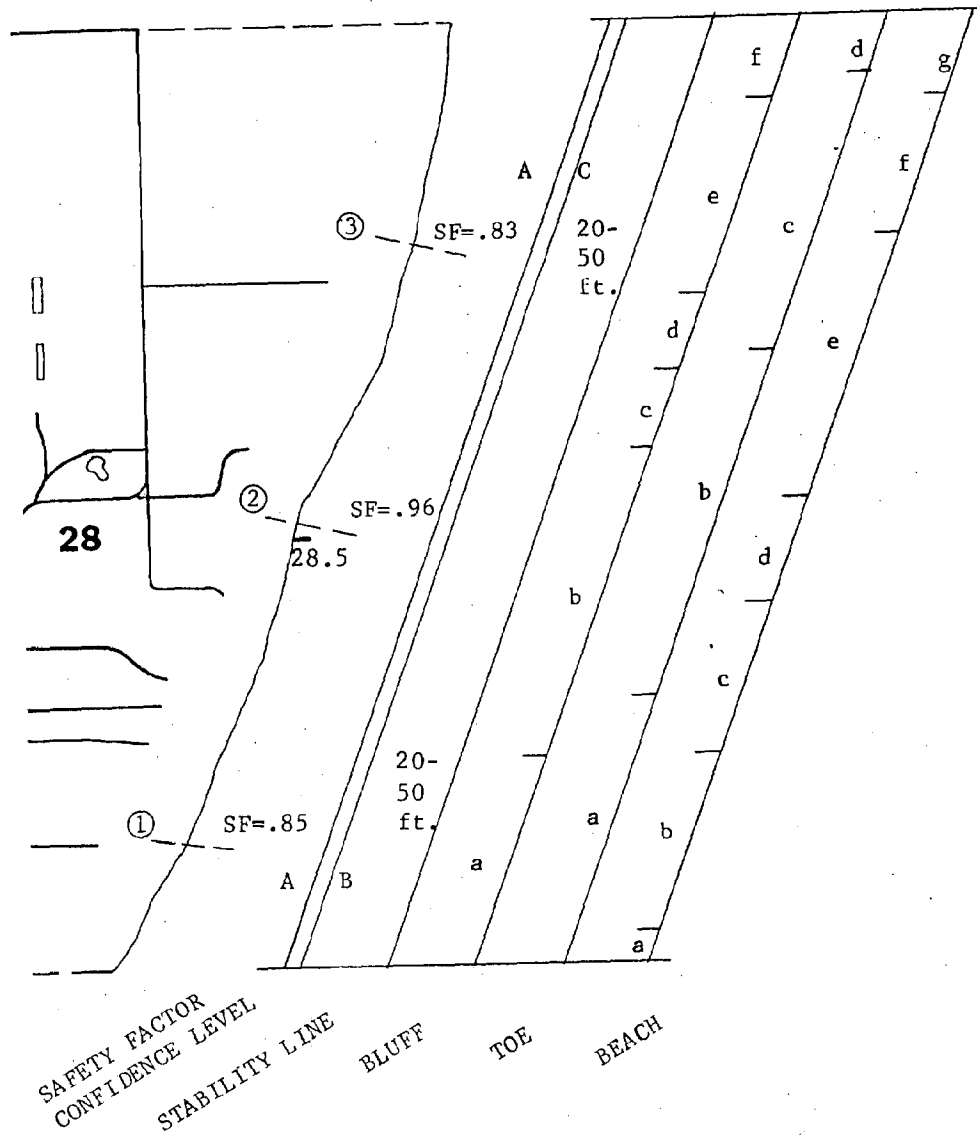 f
d
g
A
C
f
③
SF=.83
20-
50
ft.
e
c
d
e
c
②
SF=.96
b
28
28.5
d
b
c
20-
50
ft.
①
SF=.85
a
a
b
A
B
a
SAFETY FACTOR
CONFIDENCE LEVEL
STABILITY LINE
BLUFF
TOE
BEACH